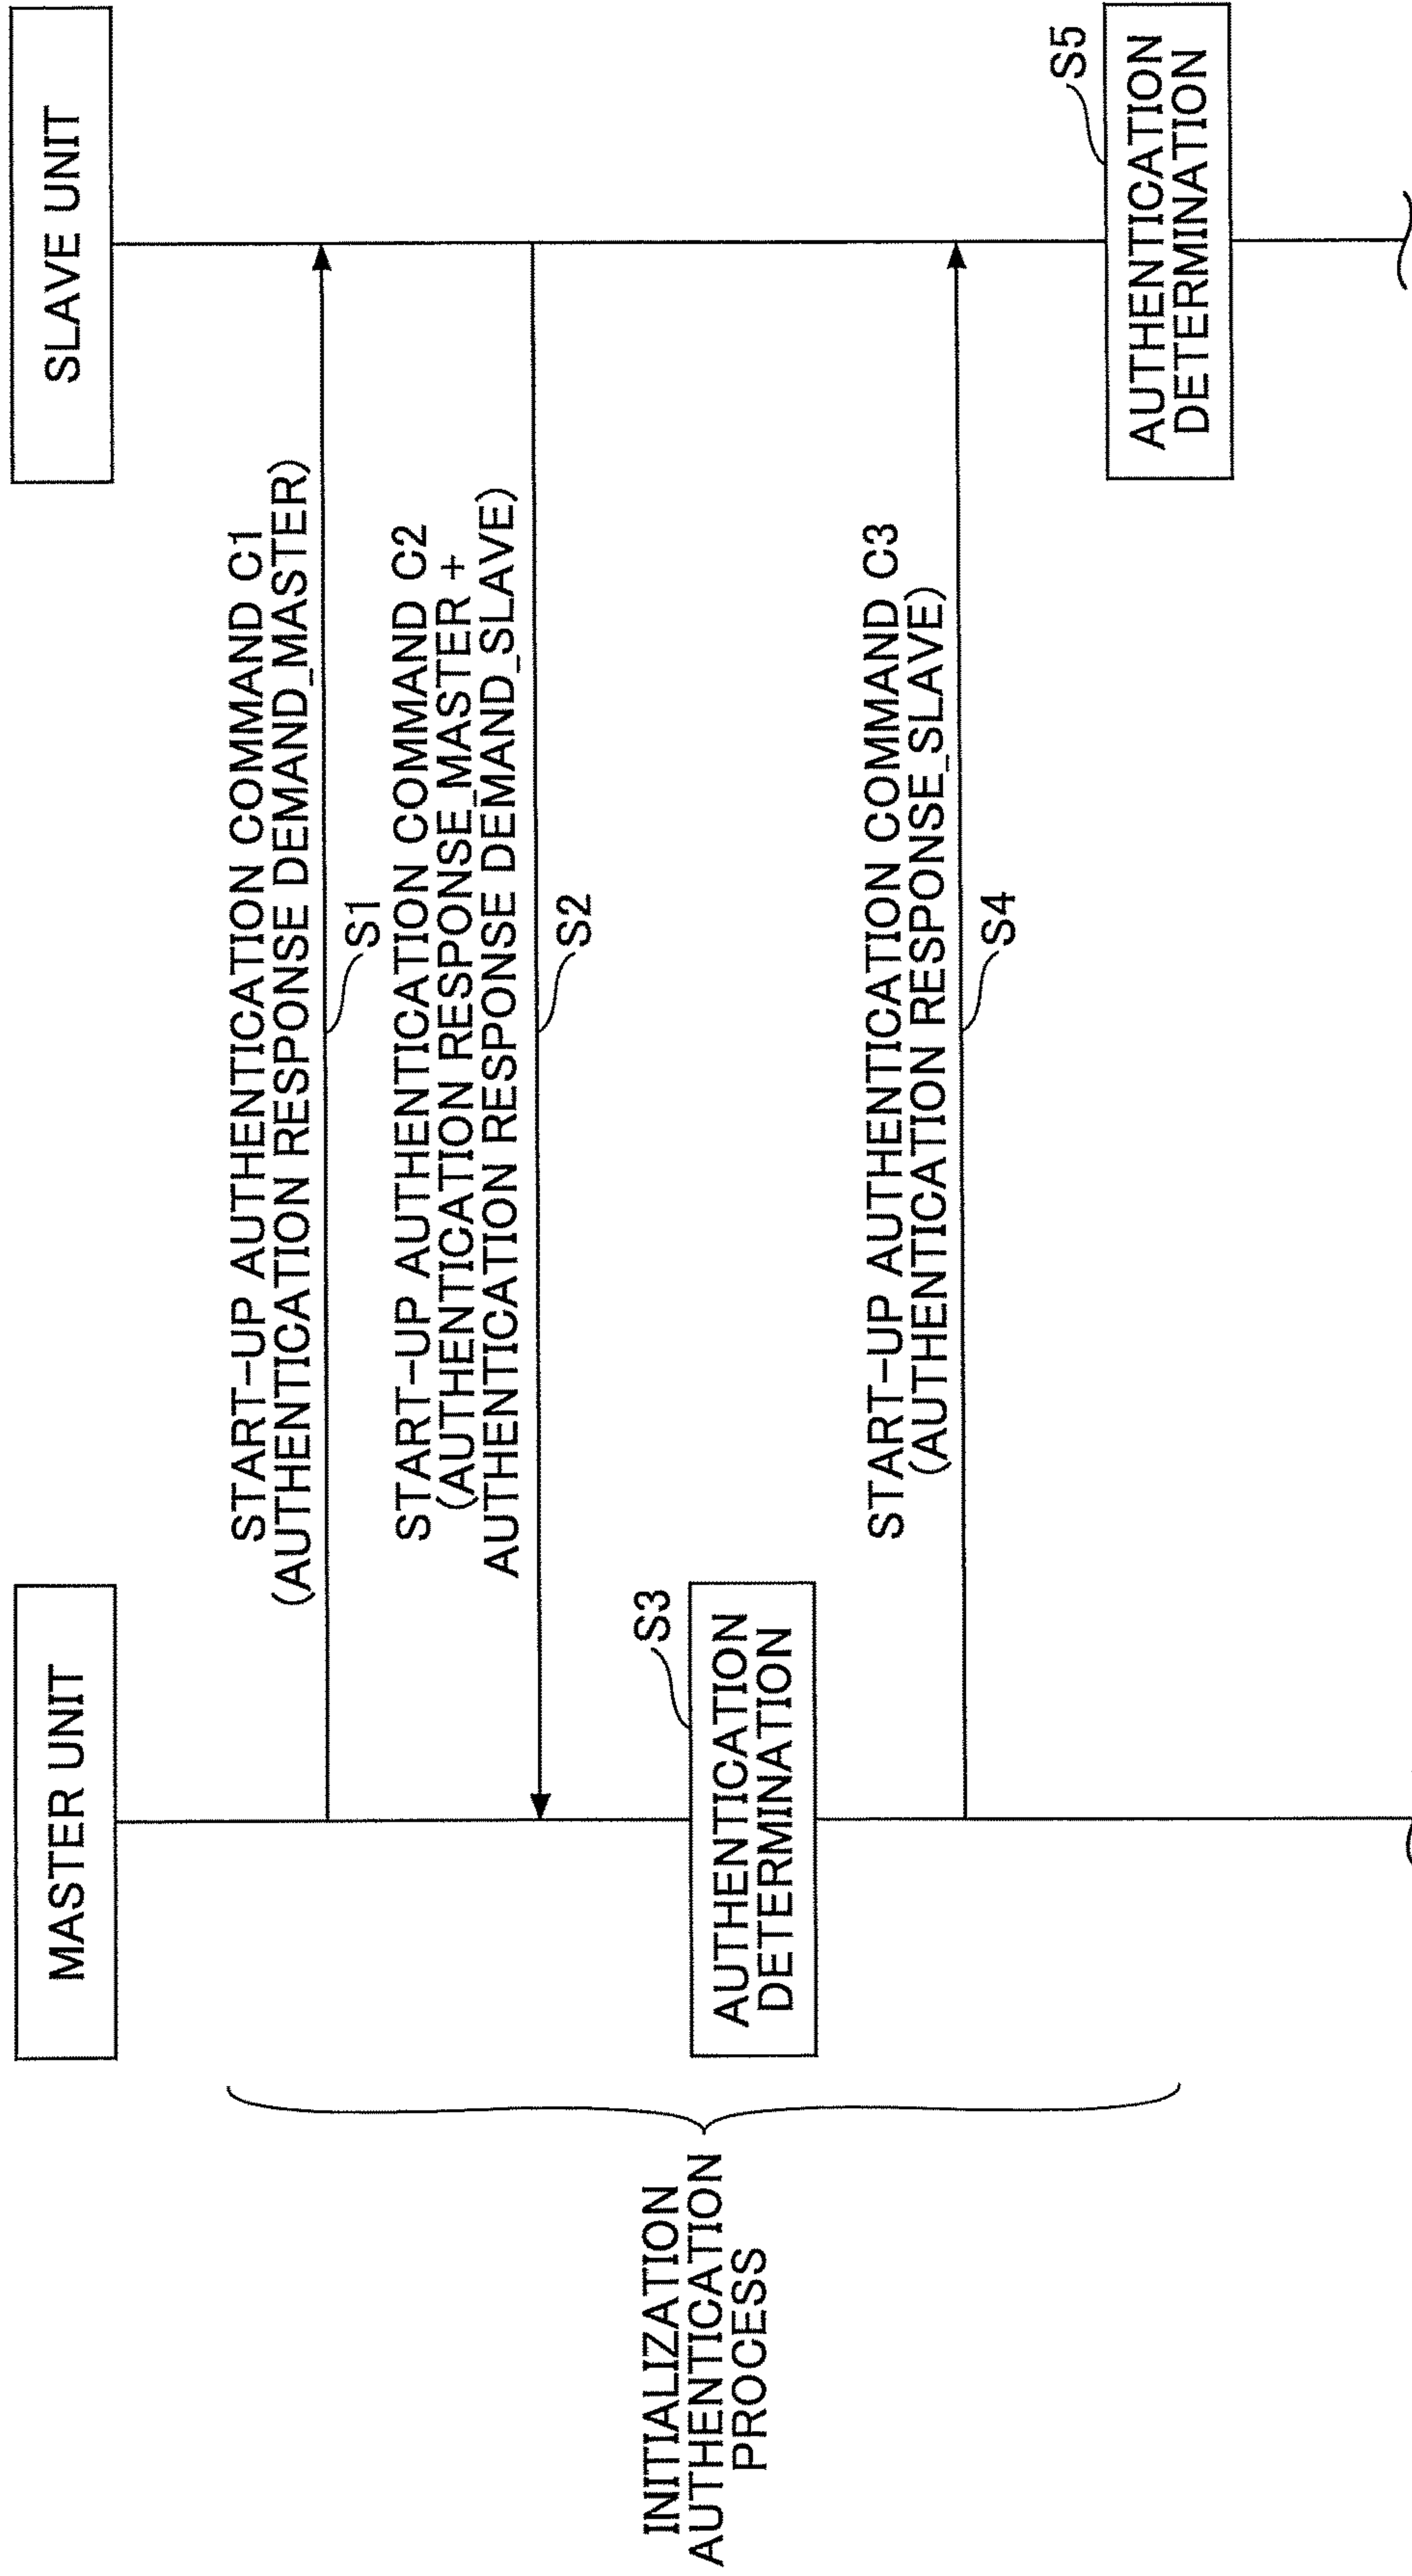 MASTER UNIT
SLAVE UNIT
START-UP AUTHENTICATION COMMAND C1
(AUTHENTICATION RESPONSE DEMAND_MASTER)
S1
START-UP AUTHENTICATION COMMAND C2
(AUTHENTICATION RESPONSE_MASTER +
AUTHENTICATION RESPONSE DEMAND_SLAVE)
S2
INITIALIZATION
AUTHENTICATION
PROCESS
S3
AUTHENTICATION
DETERMINATION
START-UP AUTHENTICATION COMMAND C3
(AUTHENTICATION RESPONSE_SLAVE)
S4
S5
AUTHENTICATION
DETERMINATION